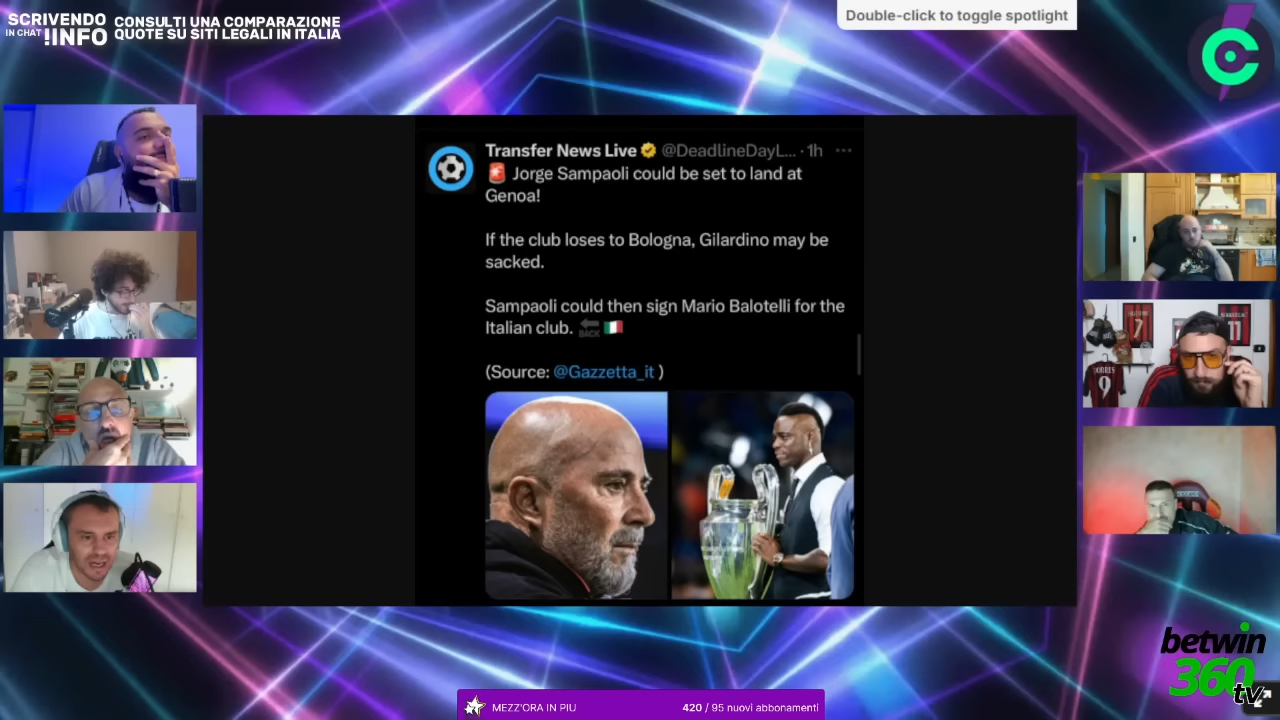 SCRIVENDO
IN CHAT !INFO
CONSULTI UNA COMPARAZIONE
QUOTE SU SITI LEGALI IN ITALIA
Double-click to toggle spotlight
Transfer News Live @DeadlineDayL... · 1h
Jorge Sampaoli could be set to land at
Genoa!
If the club loses to Bologna, Gilardino may be
sacked.
Sampaoli could then sign Mario Balotelli for the
Italian club. BACK
(Source: @Gazzetta_it )
9
betwin
360
tv
MEZZ'ORA IN PIU
420 / 95 nuovi abbonamenti